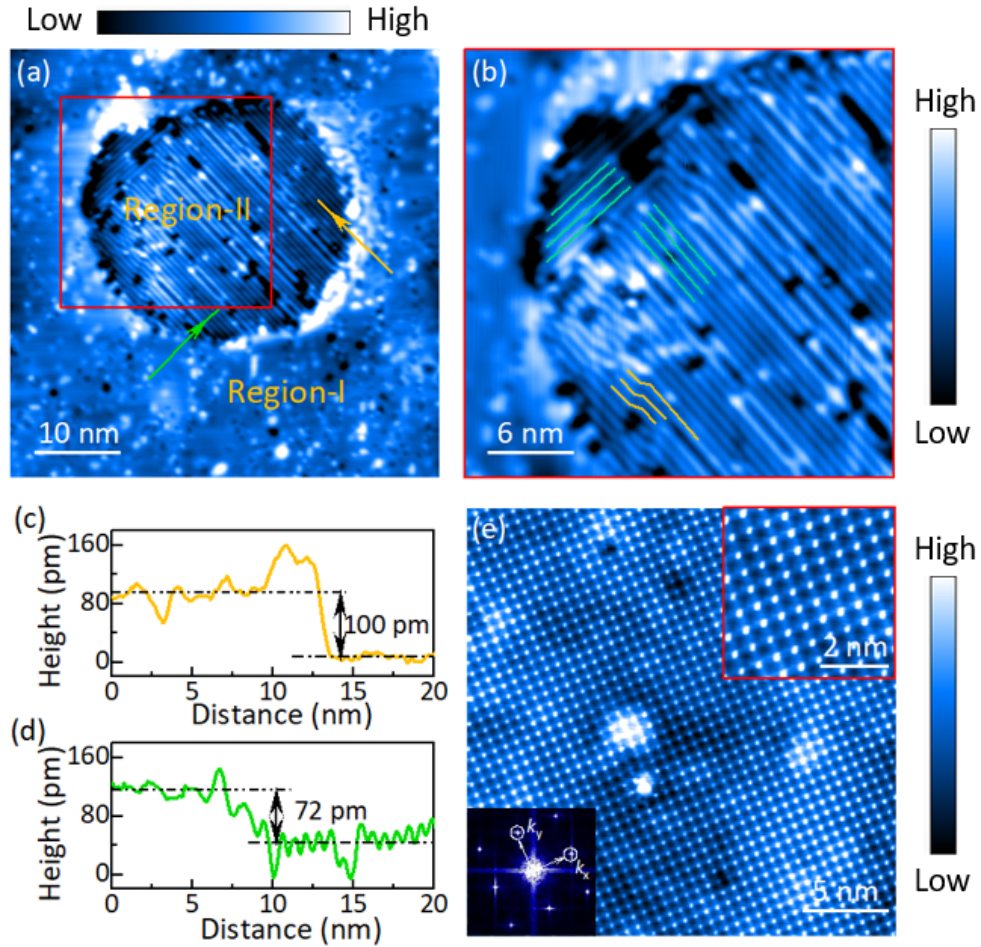 Low High
(a)
Region-II
Region-I
10 nm
(b)
6 nm
High
Low
(c)
160
80
0
Height (pm)
100 pm
0 5 10 15 20
Distance (nm)
(d)
160
80
0
Height (pm)
72 pm
0 5 10 15 20
Distance (nm)
(e)
2 nm
ky
kx
5 nm
High
Low